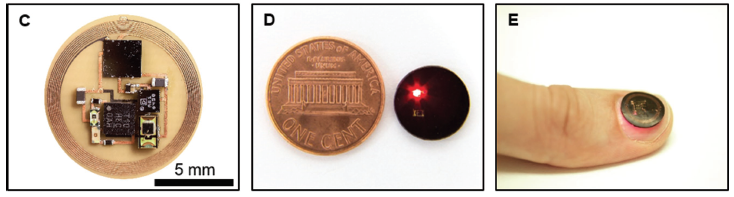 C
5 mm
D
UNITED STATES OF AMERICA
ONE CENT
E